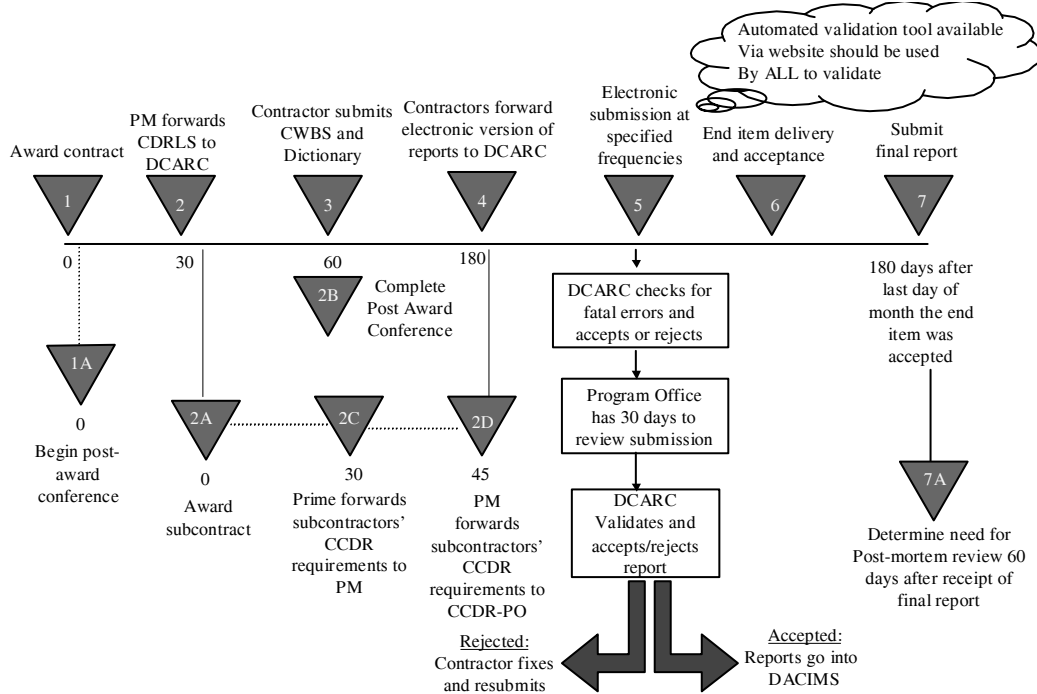 Automated validation tool available
Via website should be used
By ALL to validate
Award contract
PM forwards
CDRLS to
DCARC
Contractor submits
CWBS and
Dictionary
Contractors forward
electronic version of
reports to DCARC
Electronic
submission at
specified
frequencies
End item delivery
and acceptance
Submit
final report
1
2
3
4
5
6
7
0
30
60
180
2B
Complete
Post Award
Conference
1A
0
Begin post-
award
conference
2A
0
Award
subcontract
2C
30
Prime forwards
subcontractors’
CCDR
requirements to
PM
2D
45
PM
forwards
subcontractors’
CCDR
requirements to
CCDR-PO
DCARC checks for
fatal errors and
accepts or rejects
Program Office
has 30 days to
review submission
DCARC
Validates and
accepts/rejects
report
Rejected:
Contractor fixes
and resubmits
Accepted:
Reports go into
DACIMS
180 days after
last day of
month the end
item was
accepted
7A
Determine need for
Post-mortem review 60
days after receipt of
final report